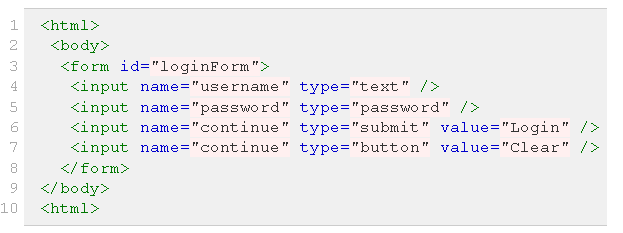 1 <html>
2  <body>
3   <form id="loginForm">
4    <input name="username" type="text" />
5    <input name="password" type="password" />
6    <input name="continue" type="submit" value="Login" />
7    <input name="continue" type="button" value="Clear" />
8   </form>
9 </body>
10 <html>